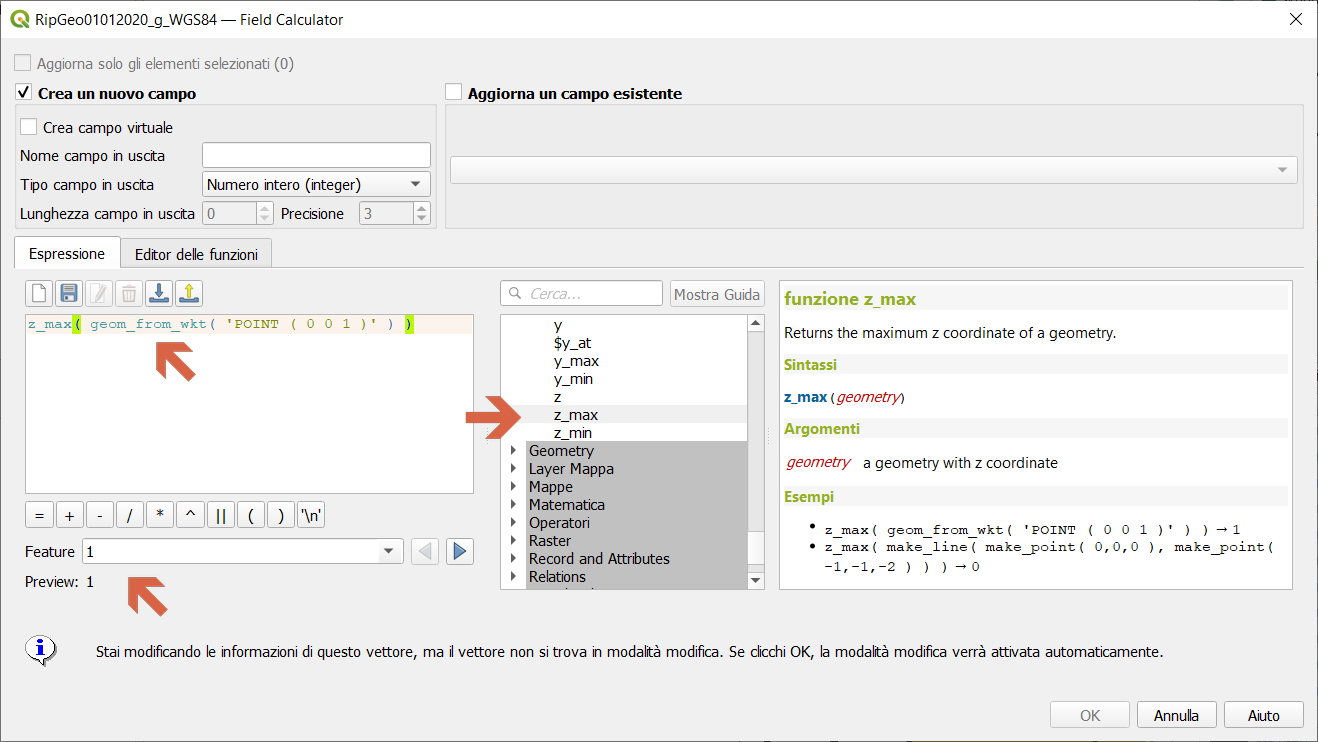 RipGeo01012020_g_WGS84 — Field Calculator
Aggiorna solo gli elementi selezionati (0)
Crea un nuovo campo
Aggiorna un campo esistente
Crea campo virtuale
Nome campo in uscita
Tipo campo in uscita Numero intero (integer)
Lunghezza campo in uscita 0 Precisione 3
Espressione Editor delle funzioni
Cerca... Mostra Guida
z_max( geom_from_wkt( 'POINT ( 0 0 1 )' ) )
= + - / * ^ || ( ) '\n'
Feature 1
Preview: 1
y
$y_at
y_max
y_min
z
z_max
z_min
Geometry
Layer Mappa
Mappe
Matematica
Operatori
Raster
Record and Attributes
Relations
funzione z_max
Returns the maximum z coordinate of a geometry.
Sintassi
z_max(geometry)
Argomenti
geometry a geometry with z coordinate
Esempi
• z_max( geom_from_wkt( 'POINT ( 0 0 1 )' ) ) → 1
• z_max( make_line( make_point( 0,0,0 ), make_point(
-1,-1,-2 ) ) ) → 0
Stai modificando le informazioni di questo vettore, ma il vettore non si trova in modalità modifica. Se clicchi OK, la modalità modifica verrà attivata automaticamente.
OK Annulla Aiuto